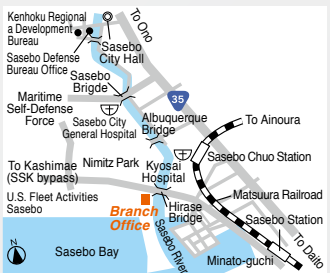 Kenhoku Regional
a Development
Bureau
To Ono
Sasebo
City Hall
Sasebo Defense
Bureau Office
Sasebo
Brigde
35
Maritime
Self-Defense
Force
Sasebo City
General Hospital
Albuquerque
Bridge
To Ainoura
To Kashimae
(SSK bypass)
Nimitz Park
Kyosai
Hospital
Sasebo Chuo Station
U.S. Fleet Activities
Sasebo
Matsuura Railroad
Branch
Office
Hirase
Bridge
Sasebo Station
To Daito
N
Sasebo Bay
Sasebo River
Minato-guchi